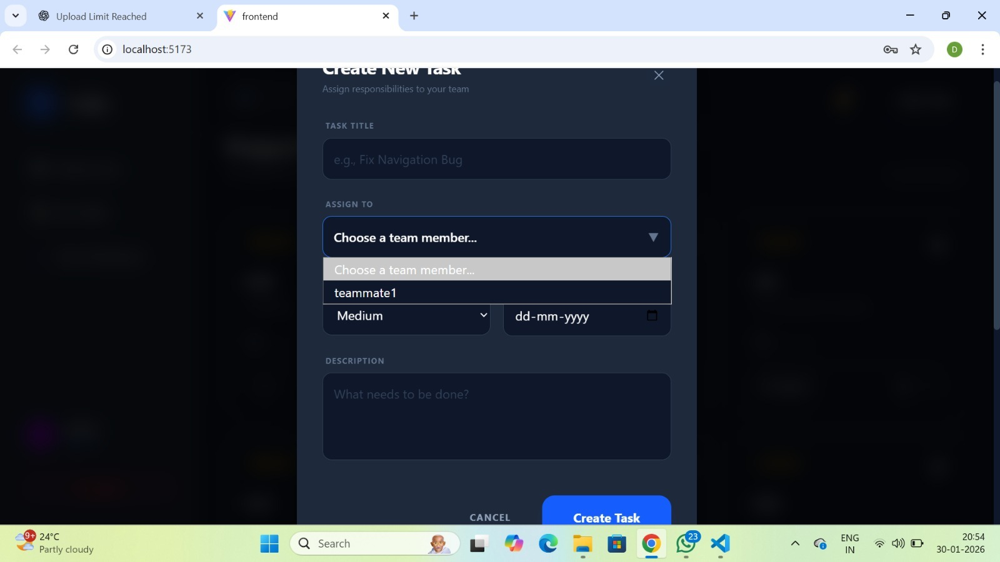 Upload Limit Reached
frontend
localhost:5173
D
Create New Task
Assign responsibilities to your team
TASK TITLE
e.g., Fix Navigation Bug
ASSIGN TO
Choose a team member...
Choose a team member...
teammate1
Medium
dd-mm-yyyy
DESCRIPTION
What needs to be done?
CANCEL
Create Task
9+
24°C
Partly cloudy
Search
23
ENG
IN
20:54
30-01-2026